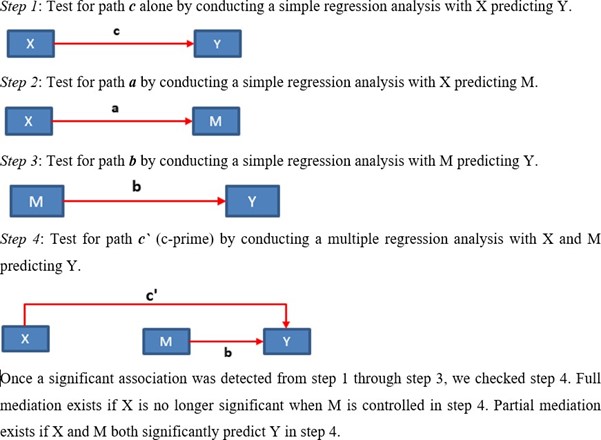 Step 1: Test for path c alone by conducting a simple regression analysis with X predicting Y.
c
X Y
Step 2: Test for path a by conducting a simple regression analysis with X predicting M.
a
X M
Step 3: Test for path b by conducting a simple regression analysis with M predicting Y.
b
M Y
Step 4: Test for path c` (c-prime) by conducting a multiple regression analysis with X and M
predicting Y.
c'
X M Y
b
Once a significant association was detected from step 1 through step 3, we checked step 4. Full
mediation exists if X is no longer significant when M is controlled in step 4. Partial mediation
exists if X and M both significantly predict Y in step 4.